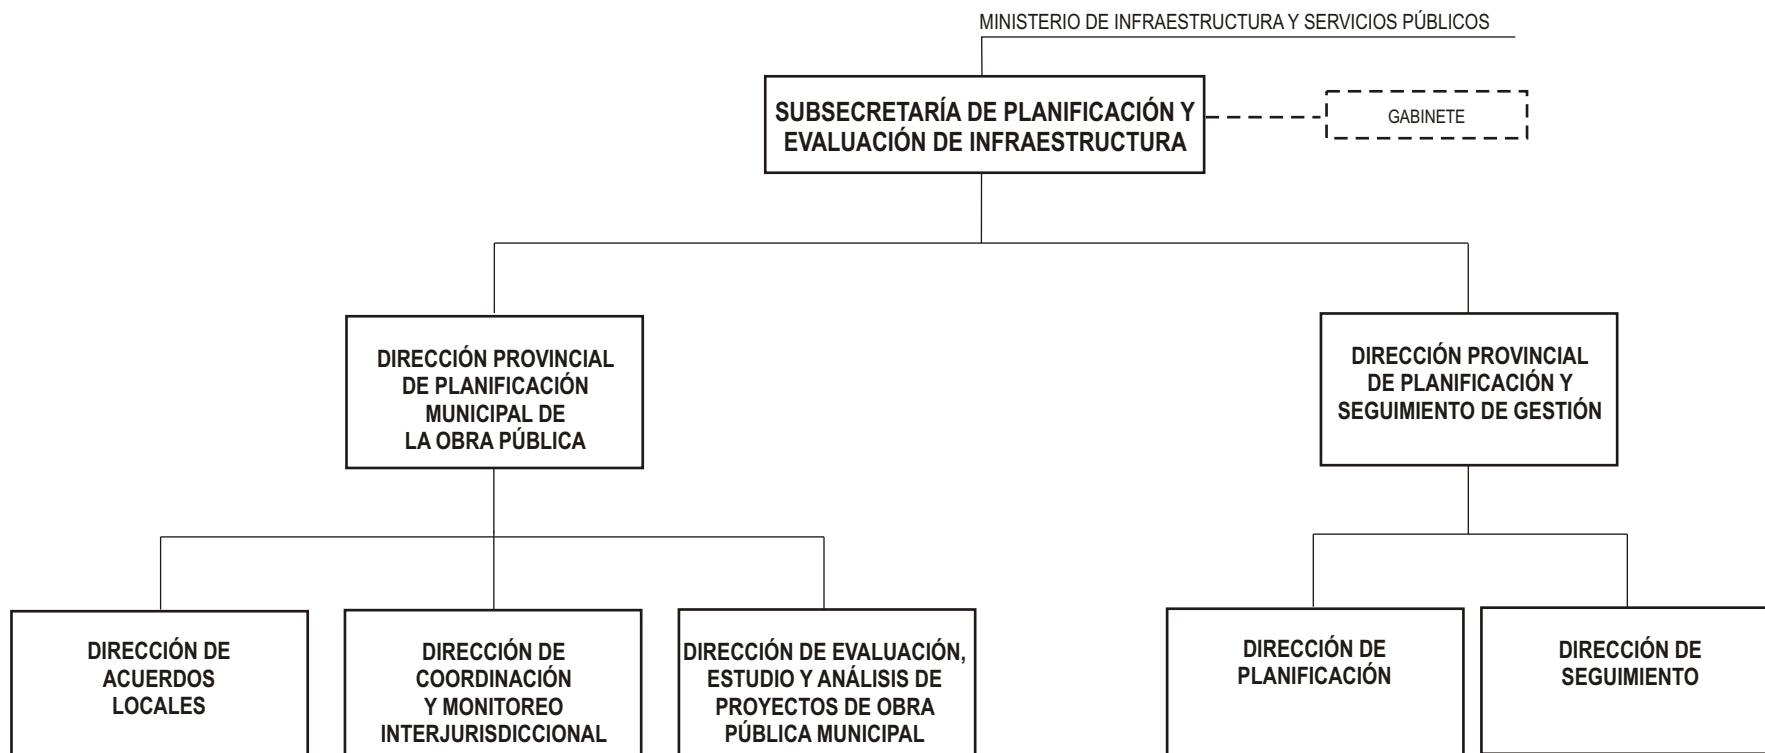 MINISTERIO DE INFRAESTRUCTURA Y SERVICIOS PÚBLICOS
SUBSECRETARÍA DE PLANIFICACIÓN Y
EVALUACIÓN DE INFRAESTRUCTURA
GABINETE
DIRECCIÓN PROVINCIAL
DE PLANIFICACIÓN
MUNICIPAL DE
LA OBRA PÚBLICA
DIRECCIÓN PROVINCIAL
DE PLANIFICACIÓN Y
SEGUIMIENTO DE GESTIÓN
DIRECCIÓN DE
ACUERDOS
LOCALES
DIRECCIÓN DE
COORDINACIÓN
Y MONITOREO
INTERJURISDICCIONAL
DIRECCIÓN DE EVALUACIÓN,
ESTUDIO Y ANÁLISIS DE
PROYECTOS DE OBRA
PÚBLICA MUNICIPAL
DIRECCIÓN DE
PLANIFICACIÓN
DIRECCIÓN DE
SEGUIMIENTO